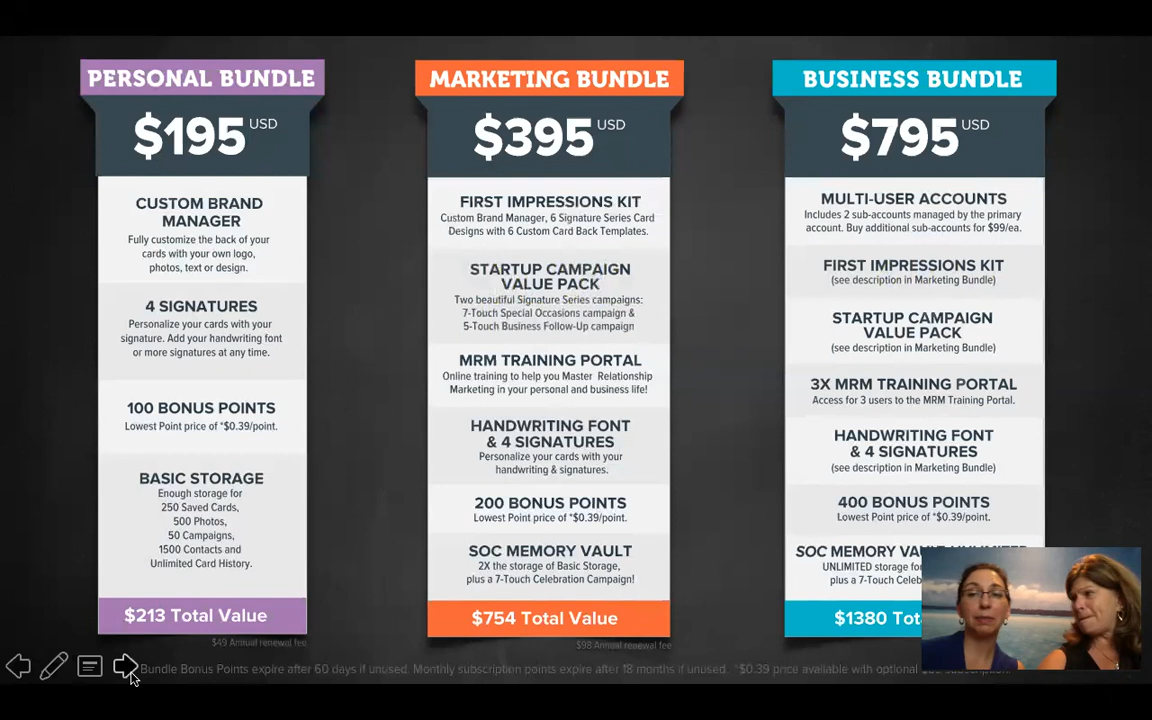 PERSONAL BUNDLE
$195 USD
CUSTOM BRAND
MANAGER
Fully customize the back of your
cards with your own logo,
photos, text or design.
4 SIGNATURES
Personalize your cards with your
signature. Add your handwriting font
or more signatures at any time.
100 BONUS POINTS
Lowest Point price of *$0.39/point.
BASIC STORAGE
Enough storage for
250 Saved Cards,
500 Photos,
50 Campaigns,
1500 Contacts and
Unlimited Card History.
$213 Total Value
$49 Annual renewal fee
MARKETING BUNDLE
$395 USD
FIRST IMPRESSIONS KIT
Custom Brand Manager, 6 Signature Series Card
Designs with 6 Custom Card Back Templates.
STARTUP CAMPAIGN
VALUE PACK
Two beautiful Signature Series campaigns:
7-Touch Special Occasions campaign &
5-Touch Business Follow-Up campaign
MRM TRAINING PORTAL
Online training to help you Master Relationship
Marketing in your personal and business life!
HANDWRITING FONT
& 4 SIGNATURES
Personalize your cards with your
handwriting & signatures.
200 BONUS POINTS
Lowest Point price of *$0.39/point.
SOC MEMORY VAULT
2X the storage of Basic Storage,
plus a 7-Touch Celebration Campaign!
$754 Total Value
$98 Annual renewal fee
BUSINESS BUNDLE
$795 USD
MULTI-USER ACCOUNTS
Includes 2 sub-accounts managed by the primary
account. Buy additional sub-accounts for $99/ea.
FIRST IMPRESSIONS KIT
(see description in Marketing Bundle)
STARTUP CAMPAIGN
VALUE PACK
(see description in Marketing Bundle)
3X MRM TRAINING PORTAL
Access for 3 users to the MRM Training Portal.
HANDWRITING FONT
& 4 SIGNATURES
(see description in Marketing Bundle)
400 BONUS POINTS
Lowest Point price of *$0.39/point.
SOC MEMORY
UNLIMITED storage for
plus a 7-Touch
$1380
Bundle Bonus Points expire after 60 days if unused. Monthly subscription points expire after 18 months if unused. *$0.39 price available with optional